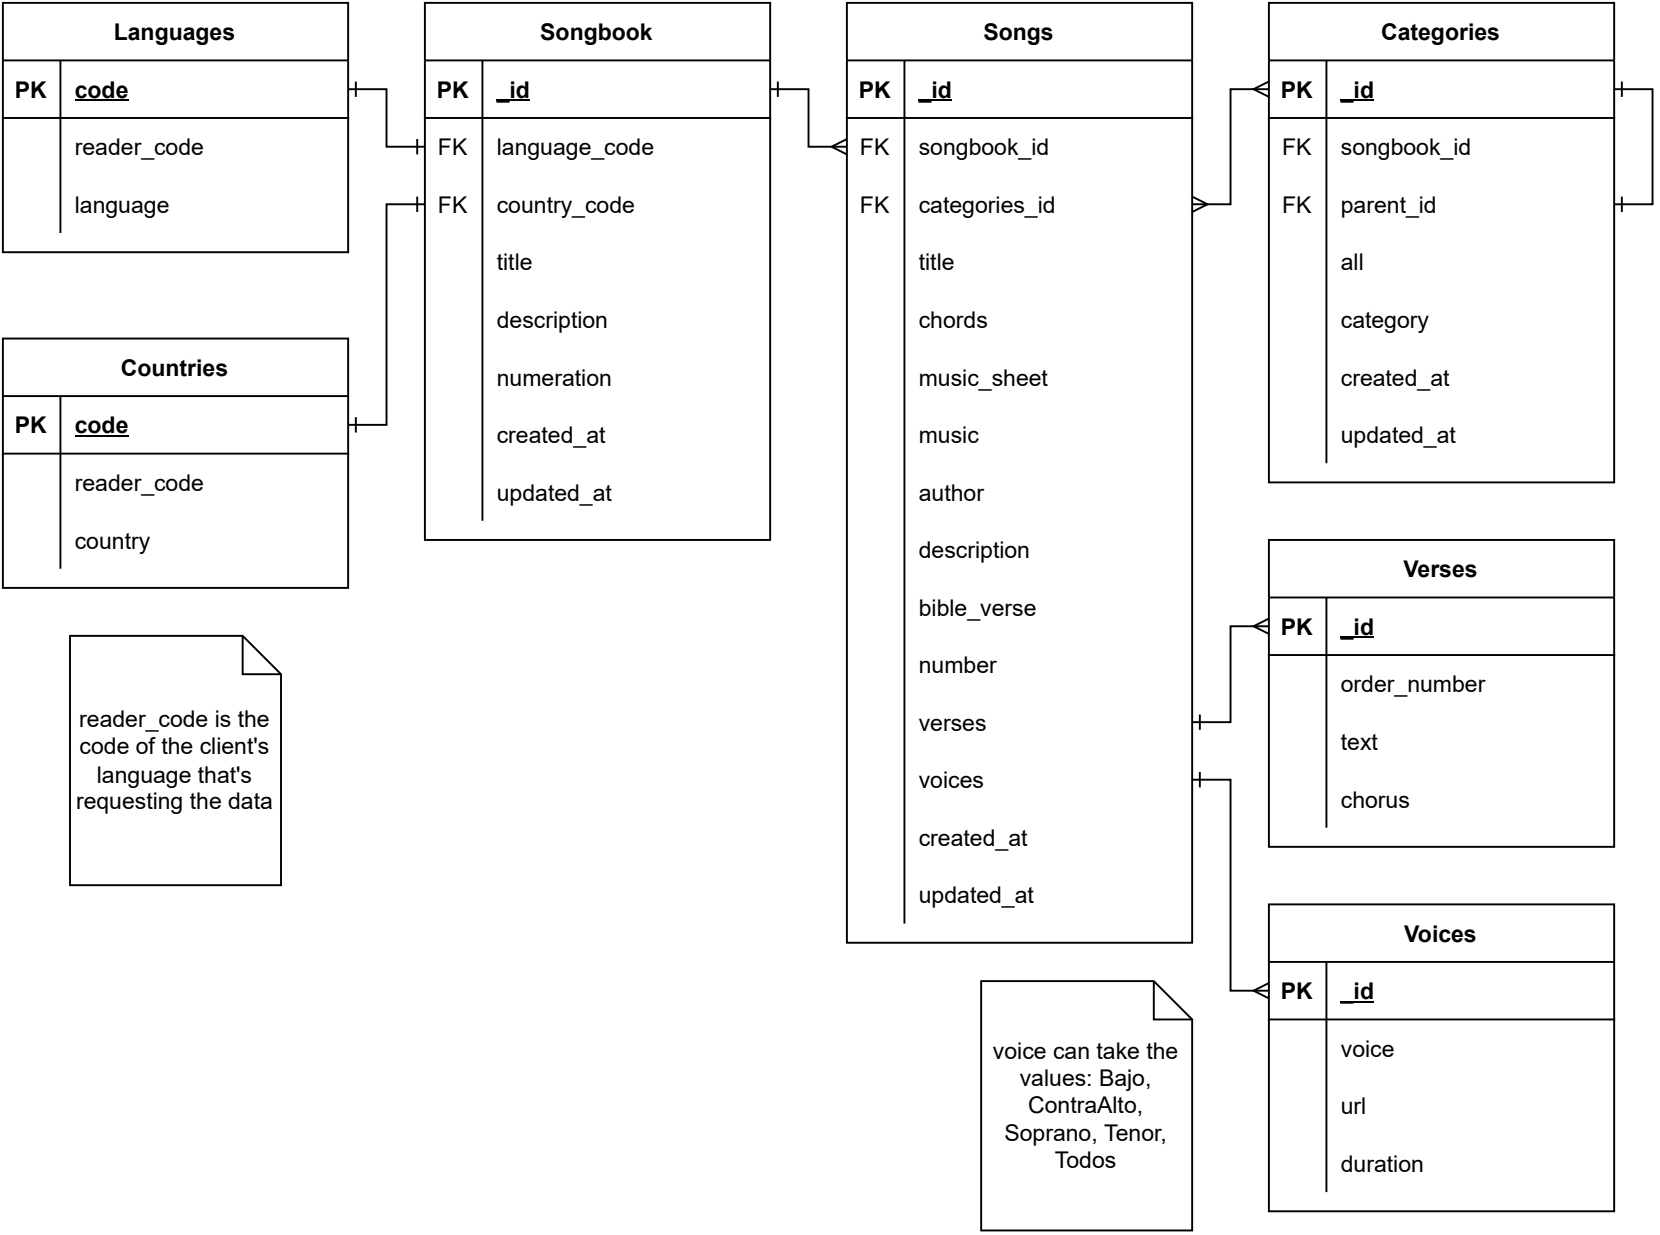 Languages
PK code
reader_code
language
Countries
PK code
reader_code
country
reader_code is the
code of the client's
language that's
requesting the data
Songbook
PK _id
FK language_code
FK country_code
title
description
numeration
created_at
updated_at
Songs
PK _id
FK songbook_id
FK categories_id
title
chords
music_sheet
music
author
description
bible_verse
number
verses
voices
created_at
updated_at
voice can take the
values: Bajo,
ContraAlto,
Soprano, Tenor,
Todos
Categories
PK _id
FK songbook_id
FK parent_id
all
category
created_at
updated_at
Verses
PK _id
order_number
text
chorus
Voices
PK _id
voice
url
duration